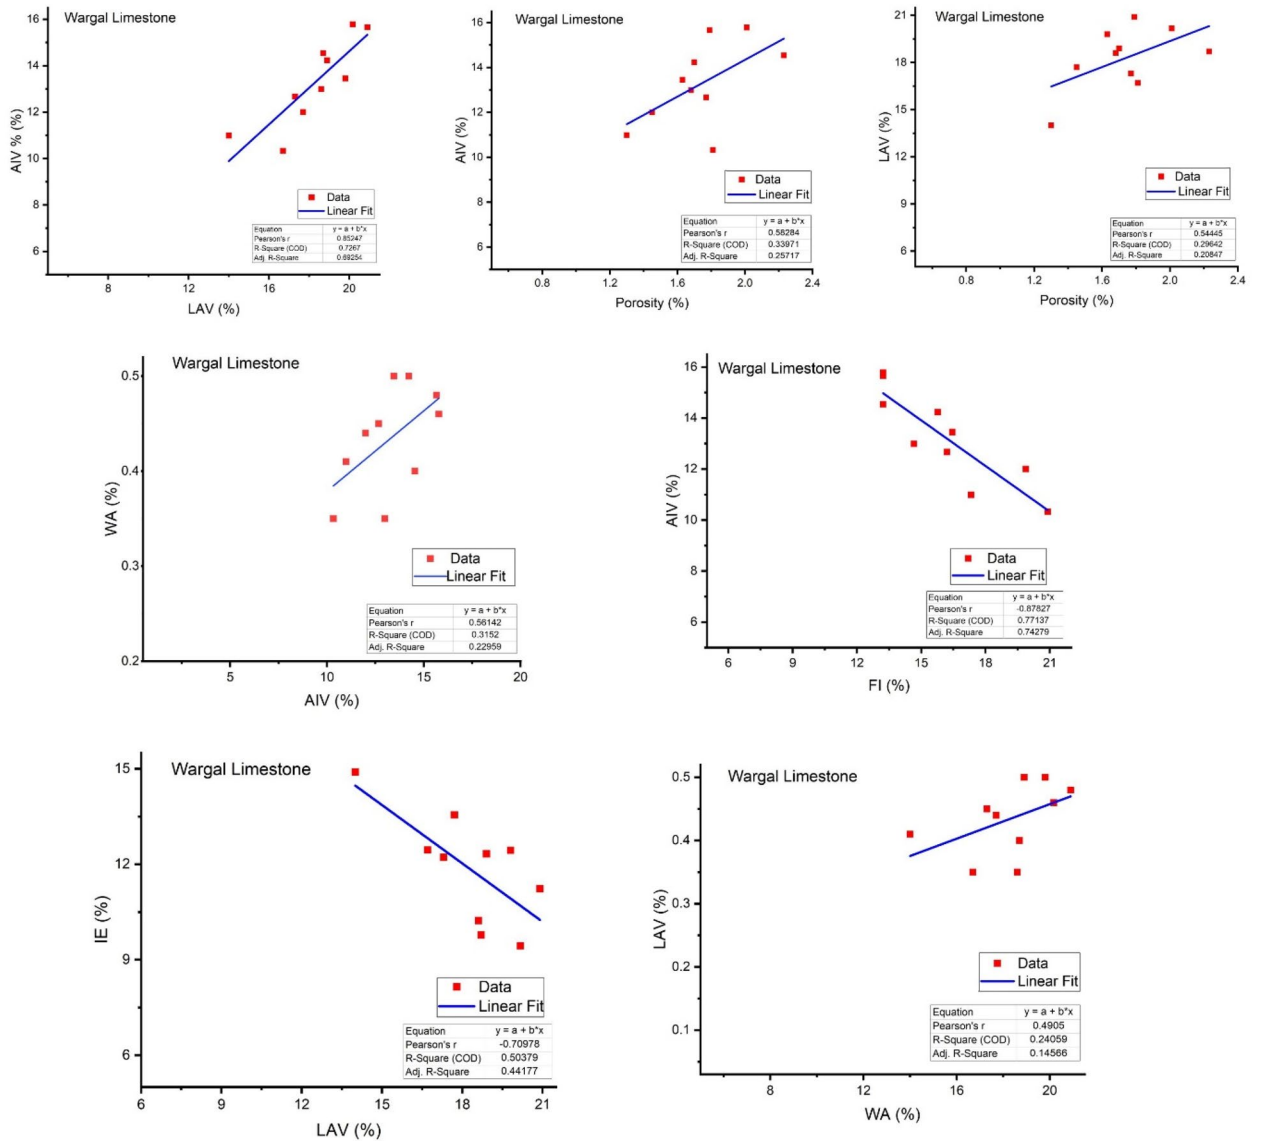 Wargal Limestone
AIV % (%)
16
14
12
10
8
6
12
16
20
LAV (%)
Data
Linear Fit
Equation y = a + b*x
Pearson's r 0.85247
R-Square (COD) 0.7267
Adj. R-Square 0.69254
Wargal Limestone
AIV (%)
16
14
12
10
8
6
0.8
1.2
1.6
2.0
2.4
Porosity (%)
Data
Linear Fit
Equation y = a + b*x
Pearson's r 0.58284
R-Square (COD) 0.33971
Adj. R-Square 0.25717
Wargal Limestone
LAV (%)
21
18
15
12
9
6
0.8
1.2
1.6
2.0
2.4
Porosity (%)
Data
Linear Fit
Equation y = a + b*x
Pearson's r 0.54445
R-Square (COD) 0.29642
Adj. R-Square 0.20847
Wargal Limestone
WA (%)
0.5
0.4
0.3
0.2
5
10
15
20
AIV (%)
Data
Linear Fit
Equation y = a + b*x
Pearson's r 0.56142
R-Square (COD) 0.3152
Adj. R-Square 0.22959
Wargal Limestone
AIV (%)
16
14
12
10
8
6
6
9
12
15
18
21
FI (%)
Data
Linear Fit
Equation y = a + b*x
Pearson's r -0.87827
R-Square (COD) 0.77137
Adj. R-Square 0.74279
Wargal Limestone
IE (%)
15
12
9
6
6
9
12
15
18
21
LAV (%)
Data
Linear Fit
Equation y = a + b*x
Pearson's r -0.70978
R-Square (COD) 0.50379
Adj. R-Square 0.44177
Wargal Limestone
LAV (%)
0.5
0.4
0.3
0.2
0.1
8
12
16
20
WA (%)
Data
Linear Fit
Equation y = a + b*x
Pearson's r 0.4905
R-Square (COD) 0.24059
Adj. R-Square 0.14566